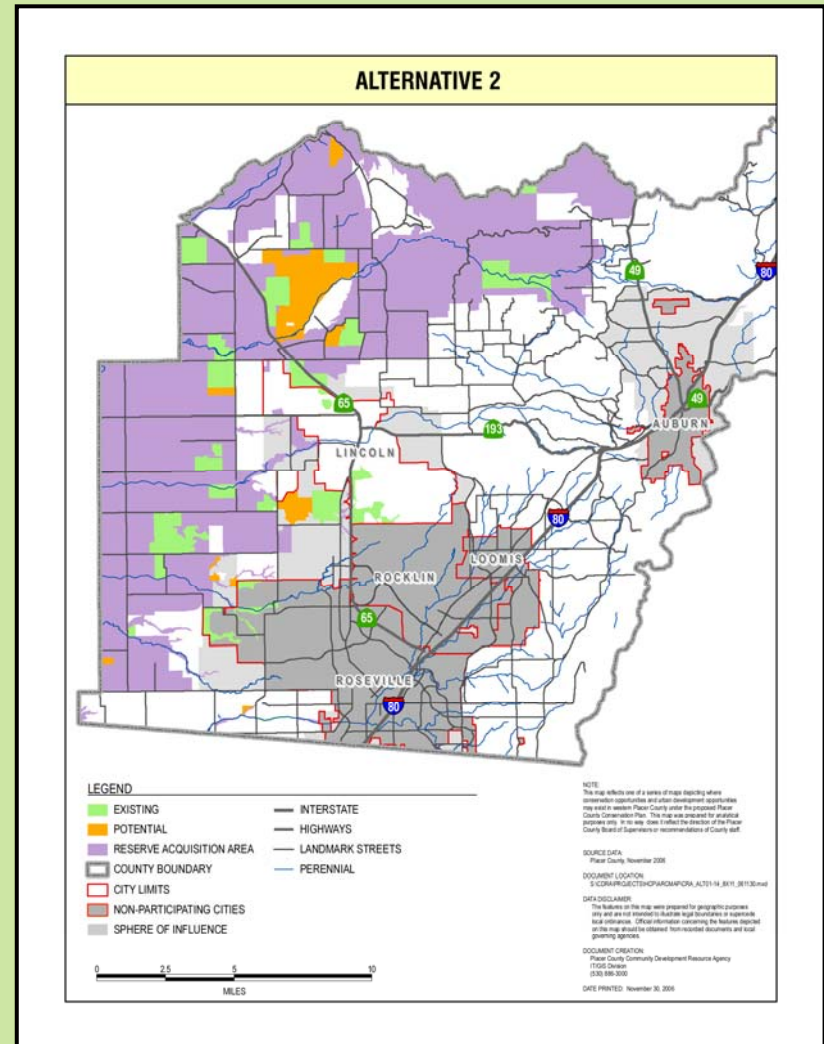 ALTERNATIVE 2
49
80
49
AUBURN
65
193
LINCOLN
80
LOOMIS
ROCKLIN
65
ROSEVILLE
80
LEGEND
EXISTING
POTENTIAL
RESERVE ACQUISITION AREA
COUNTY BOUNDARY
CITY LIMITS
NON-PARTICIPATING CITIES
SPHERE OF INFLUENCE
INTERSTATE
HIGHWAYS
LANDMARK STREETS
PERENNIAL
0 2.5 5 10
MILES
NOTE:
This map reflects one of a series of maps depicting where
conservation opportunities and urban development opportunities
may exist in western Placer County under the proposed Placer
County Conservation Plan. This map was prepared for analytical
purposes only. In no way does it reflect the direction of the Placer
County Board of Supervisors or recommendations of County staff.
SOURCE DATA:
Placer County, November 2006
DOCUMENT LOCATION:
DATA DISCLAIMER:
The features on this map were prepared for geographic purposes
only and are not intended to illustrate legal boundaries or supercede
local ordinances. Official information concerning the features depicted
on this map should be obtained from recorded documents and local
governing agencies.
DOCUMENT CREATION:
Placer County Community Development Resource Agency
IT/GIS Division
DATE PRINTED: November 30, 2006